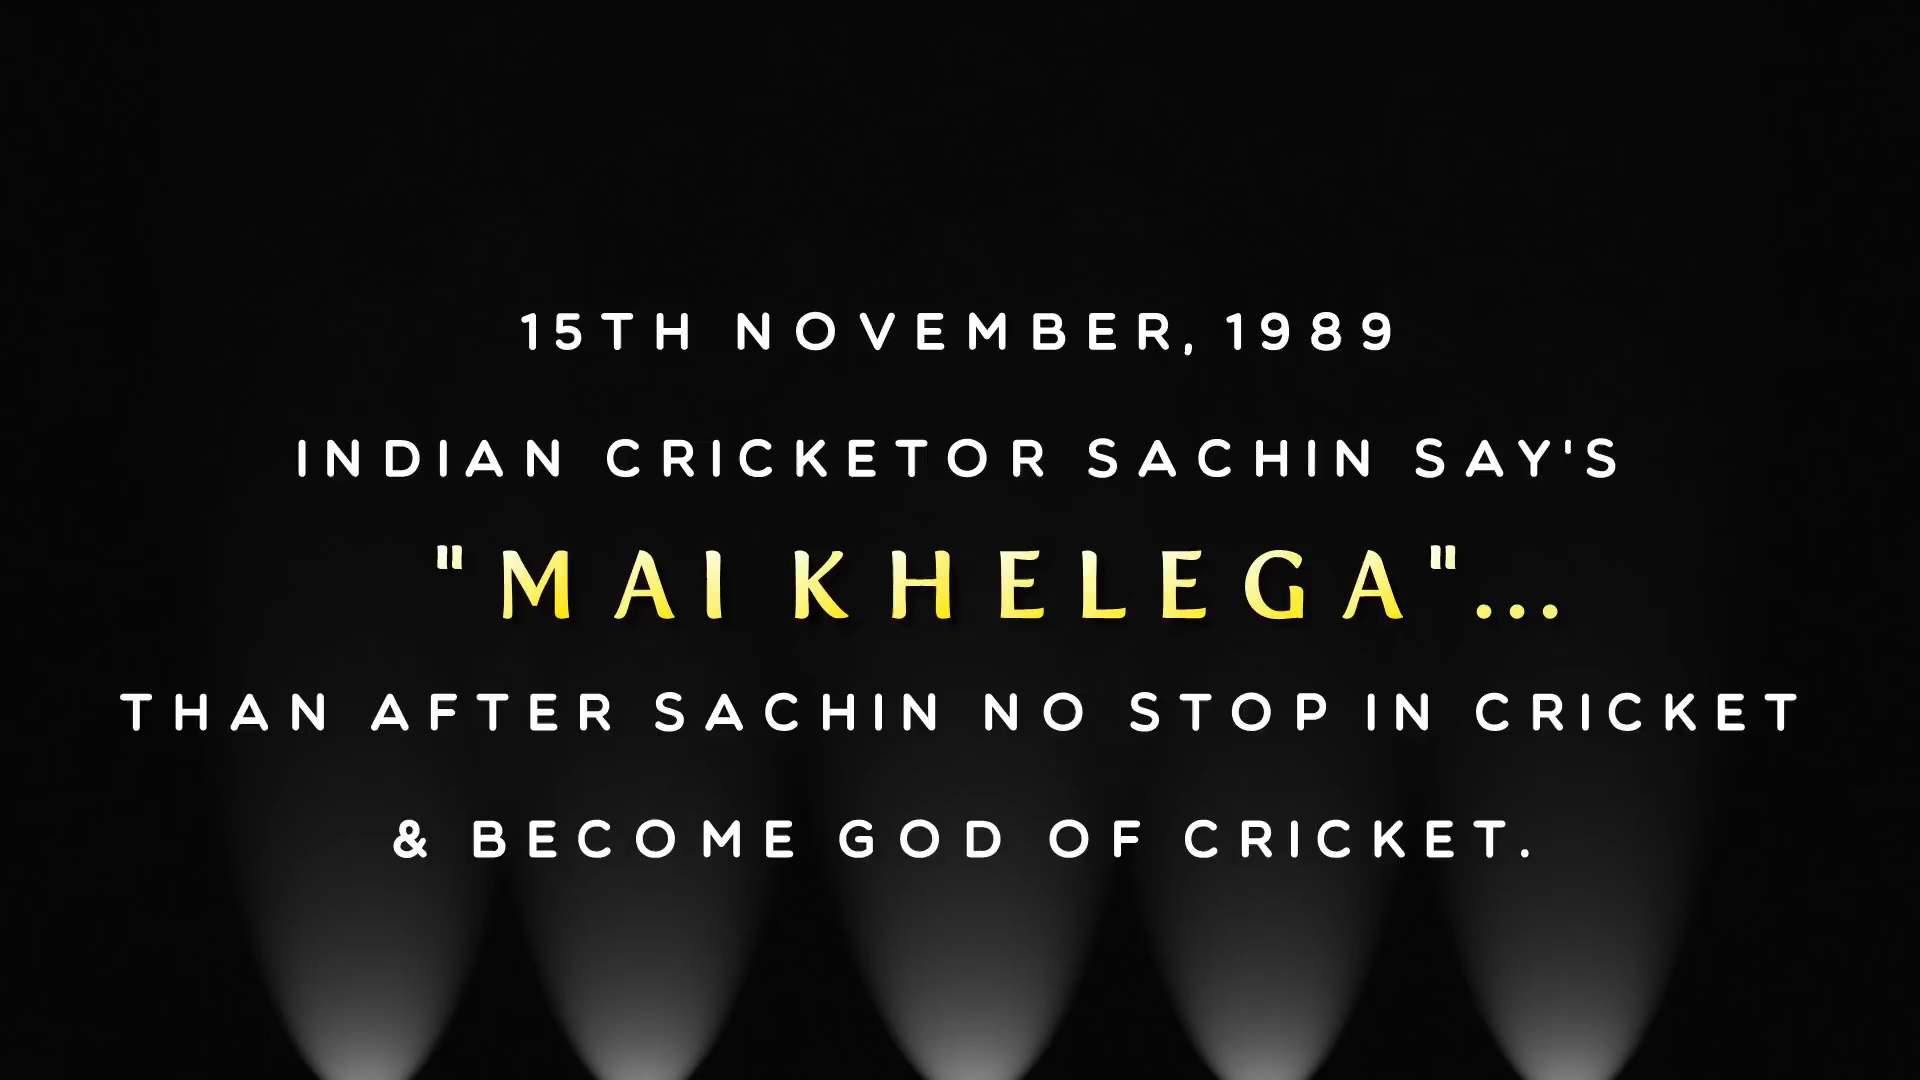 15TH NOVEMBER, 1989
INDIAN CRICKETOR SACHIN SAY'S
"MAI KHELEGA"...
THAN AFTER SACHIN NO STOP IN CRICKET
& BECOME GOD OF CRICKET.